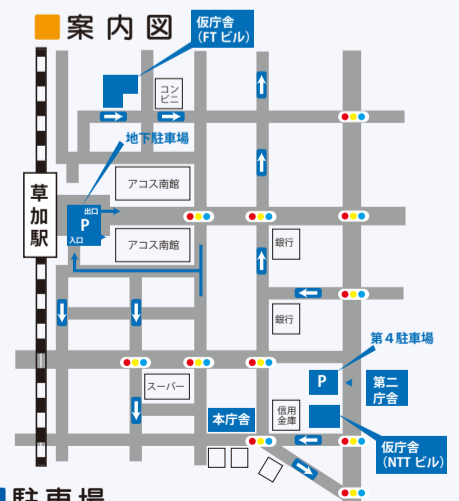 案内図
仮庁舎
(FTビル)
コン
ビニ
地下駐車場
アコス南館
草加駅
出口
P
入口
アコス南館
銀行
銀行
第4駐車場
スーパー
P
第二
庁舎
本庁舎
信用
金庫
仮庁舎
(NTTビル)
駐車場